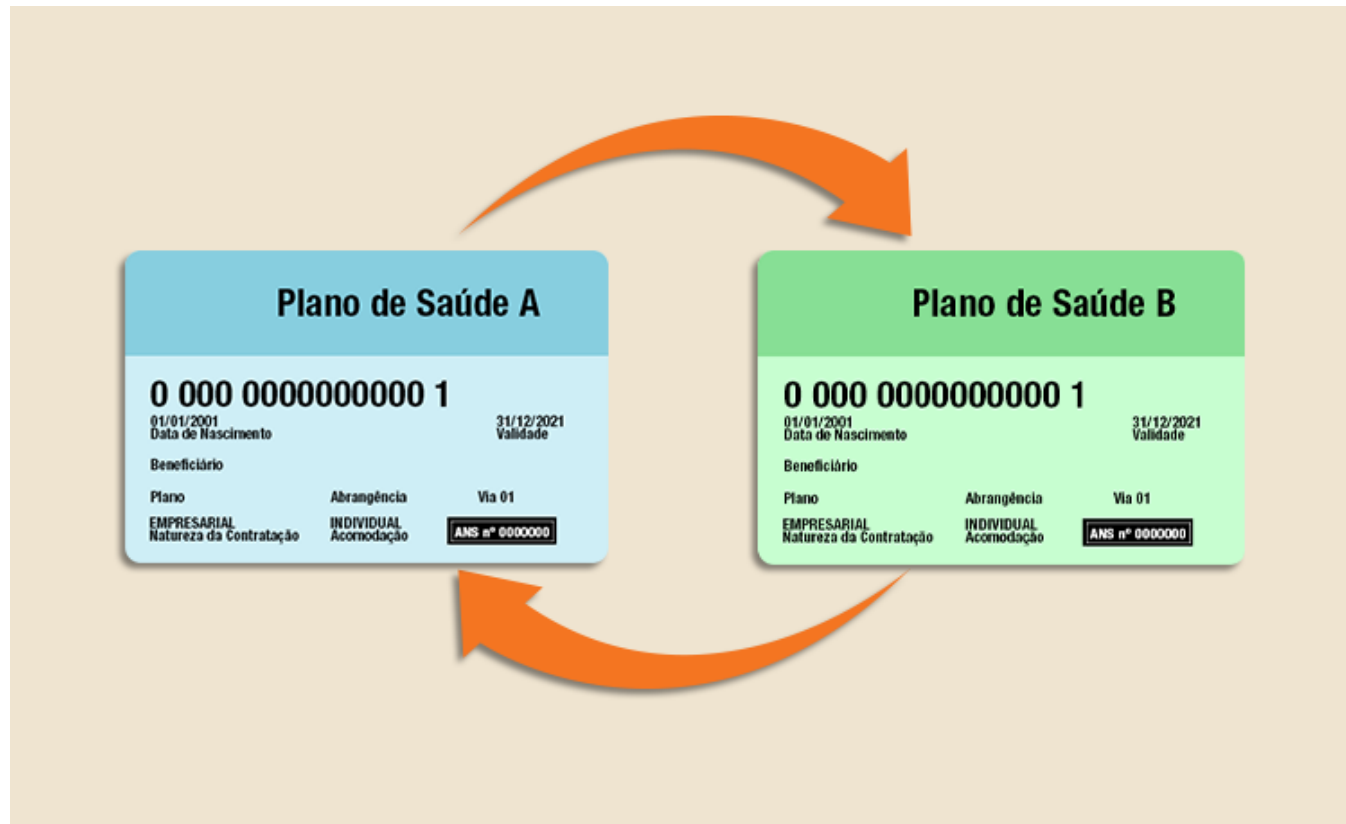 Plano de Saúde A
0 000 0000000000 1
01/01/2001 31/12/2021
Data de Nascimento Validade
Beneficiário
Plano Abrangência Via 01
EMPRESARIAL INDIVIDUAL ANS nº 0000000
Natureza da Contratação Acomodação
Plano de Saúde B
0 000 0000000000 1
01/01/2001 31/12/2021
Data de Nascimento Validade
Beneficiário
Plano Abrangência Via 01
EMPRESARIAL INDIVIDUAL ANS nº 0000000
Natureza da Contratação Acomodação